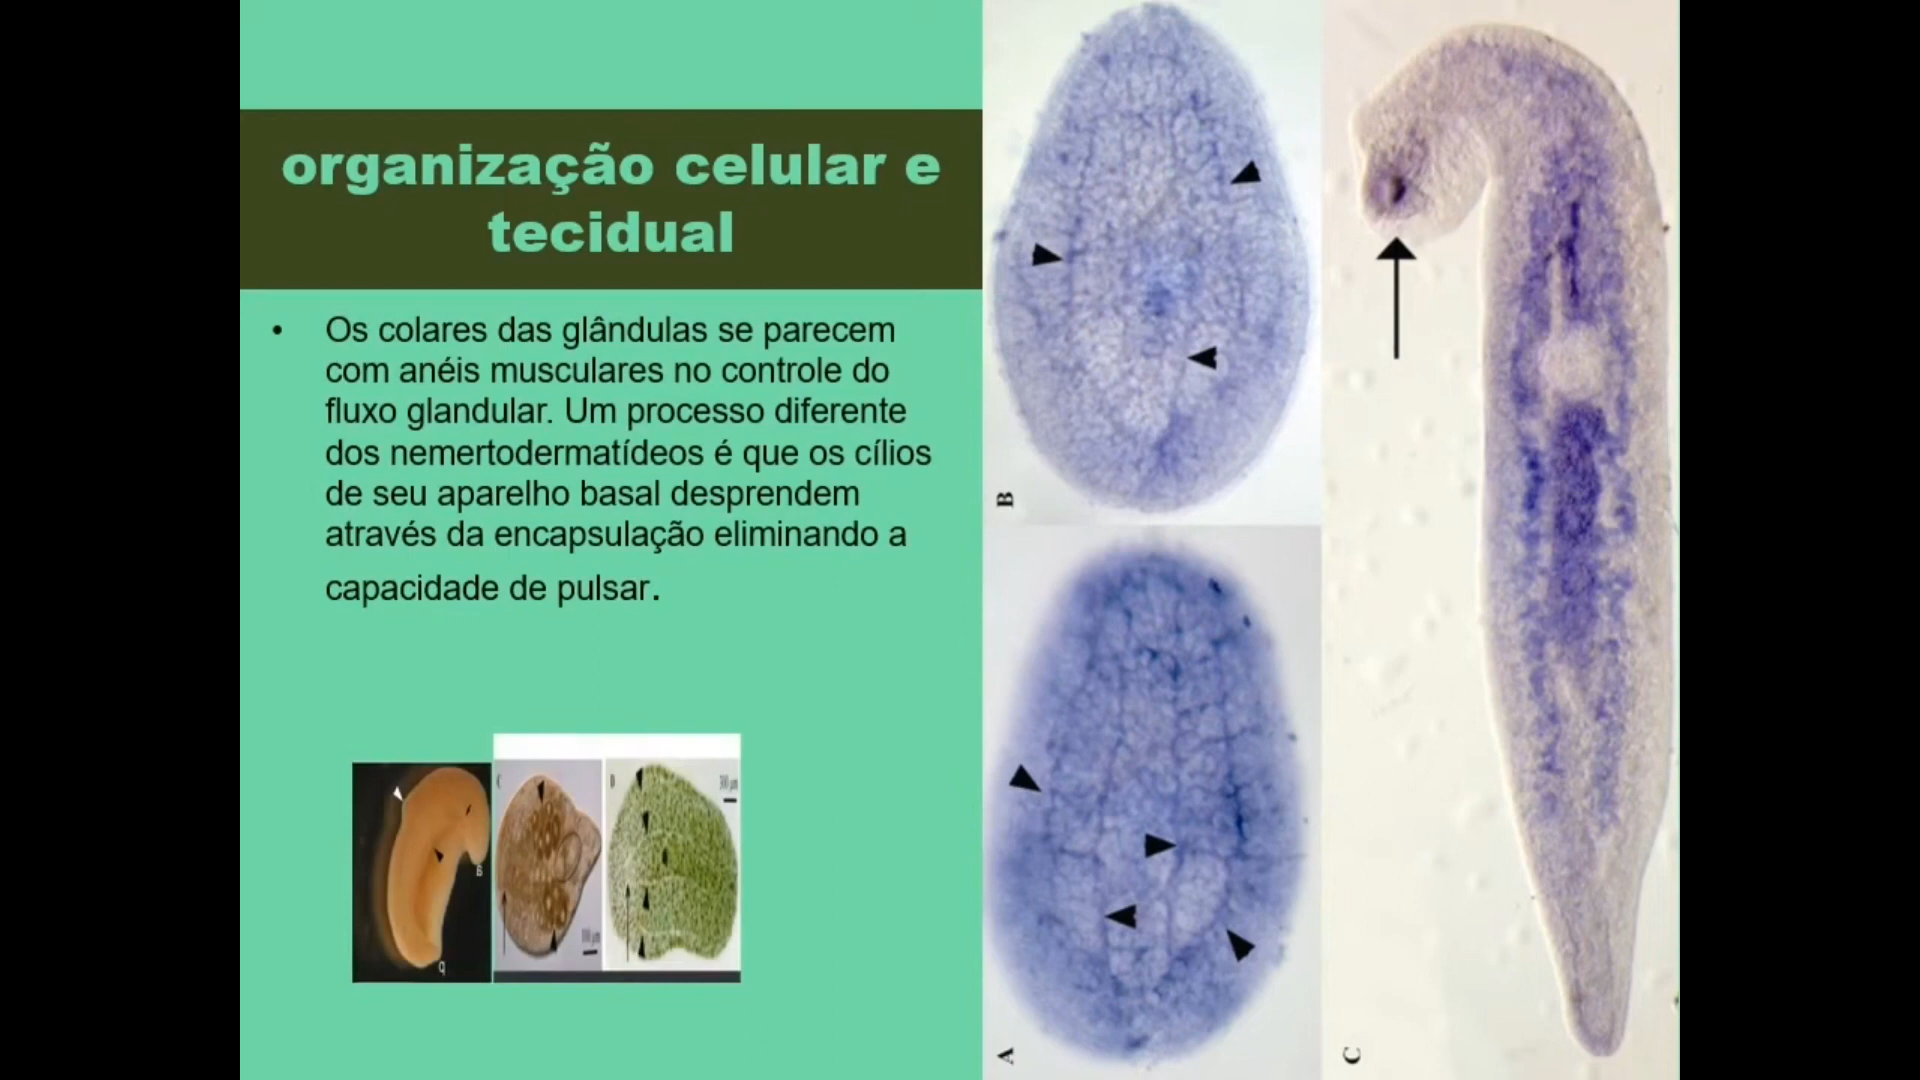 organização celular e
tecidual
• Os colares das glândulas se parecem
com anéis musculares no controle do
fluxo glandular. Um processo diferente
dos nemertodermatídeos é que os cílios
de seu aparelho basal desprendem
através da encapsulação eliminando a
capacidade de pulsar.
B
A
C
C
D